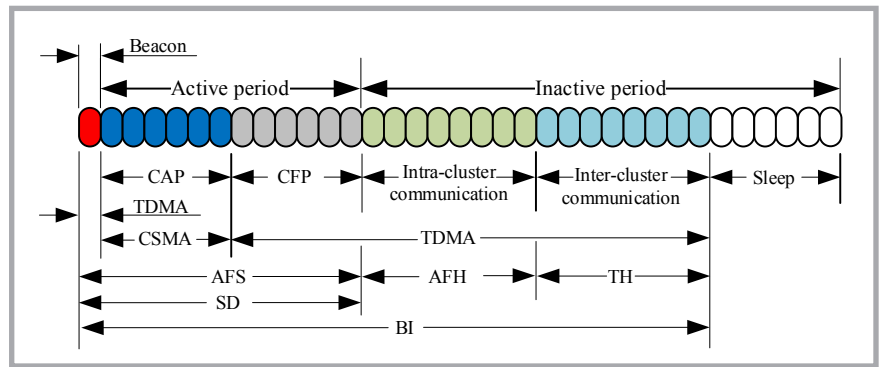 Beacon
Active period
Inactive period
CAP
CFP
Intra-cluster
communication
Inter-cluster
communication
Sleep
TDMA
CSMA
TDMA
AFS
AFH
TH
SD
BI